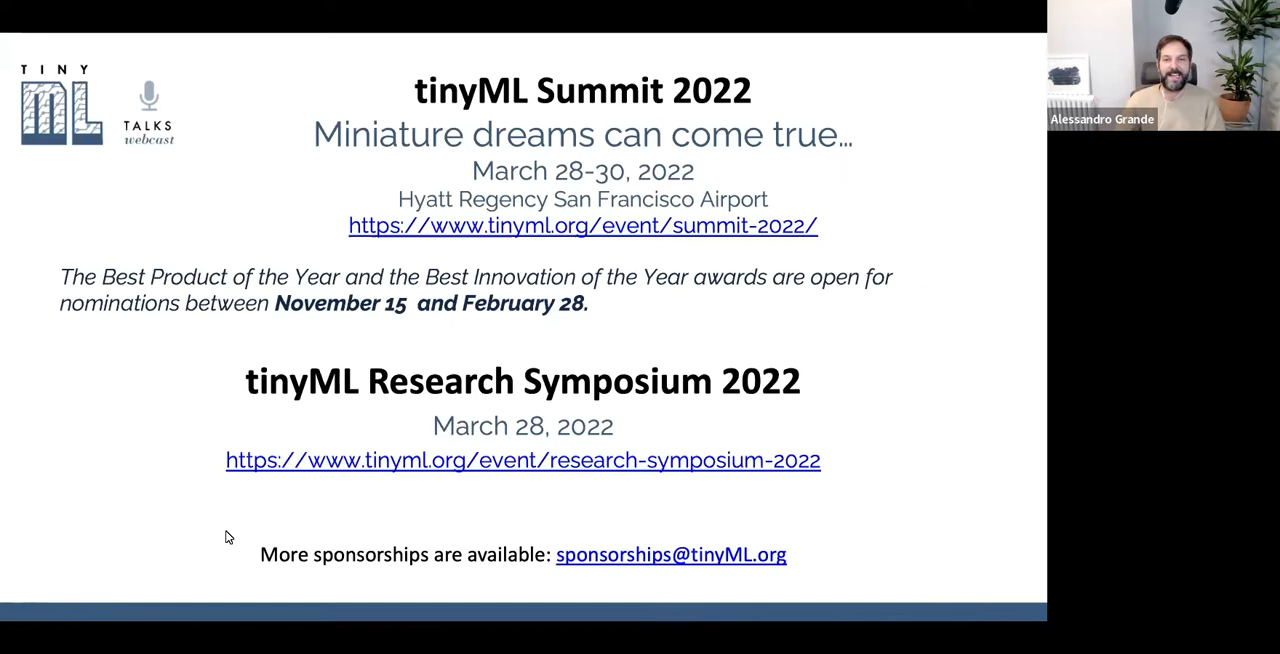 TINY
ML
TALKS
webcast
tinyML Summit 2022
Miniature dreams can come true...
March 28-30, 2022
Hyatt Regency San Francisco Airport
https://www.tinyml.org/event/summit-2022/
The Best Product of the Year and the Best Innovation of the Year awards are open for
nominations between November 15 and February 28.
tinyML Research Symposium 2022
March 28, 2022
https://www.tinyml.org/event/research-symposium-2022
More sponsorships are available: sponsorships@tinyML.org
Alessandro Grande